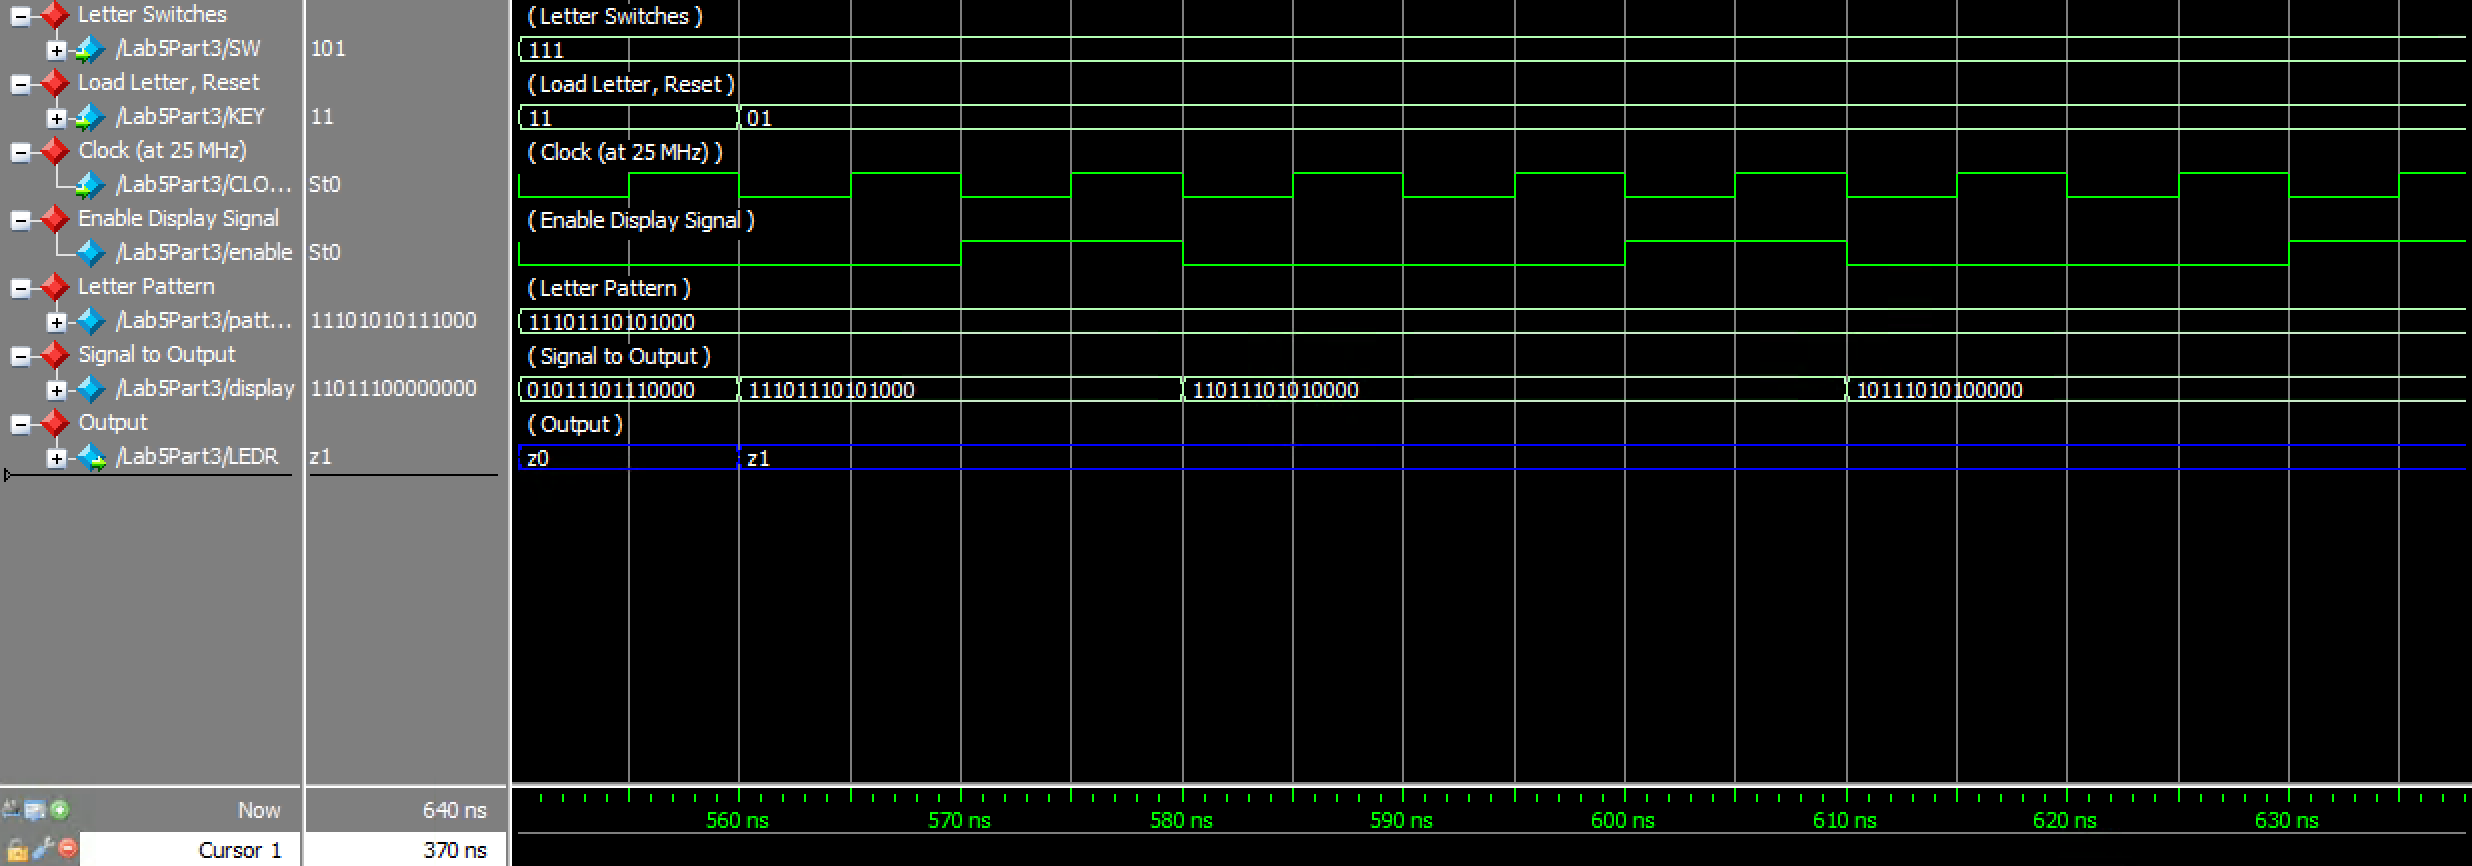 Letter Switches ( Letter Switches )
/Lab5Part3/SW 101 111
Load Letter, Reset ( Load Letter, Reset )
/Lab5Part3/KEY 11 11 01
Clock (at 25 MHz) ( Clock (at 25 MHz) )
/Lab5Part3/CLO... St0
Enable Display Signal ( Enable Display Signal )
/Lab5Part3/enable St0
Letter Pattern ( Letter Pattern )
/Lab5Part3/patt... 11101010111000 11101110101000
Signal to Output ( Signal to Output )
/Lab5Part3/display 11011100000000 01011101110000 11101110101000 11011101010000 10111010100000
Output ( Output )
/Lab5Part3/LEDR z1 z0 z1
Now 640 ns 560 ns 570 ns 580 ns 590 ns 600 ns 610 ns 620 ns 630 ns
Cursor 1 370 ns